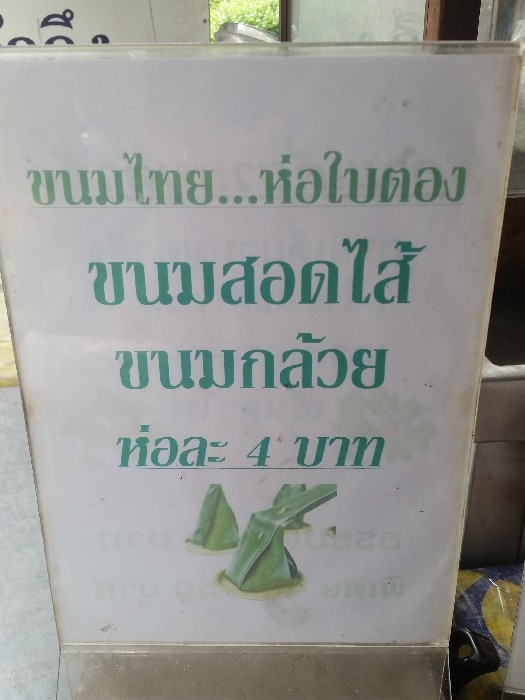 ขนมไทย...ห่อใบตอง
ขนมสอดไส้
ขนมกล้วย
ห่อละ 4 บาท